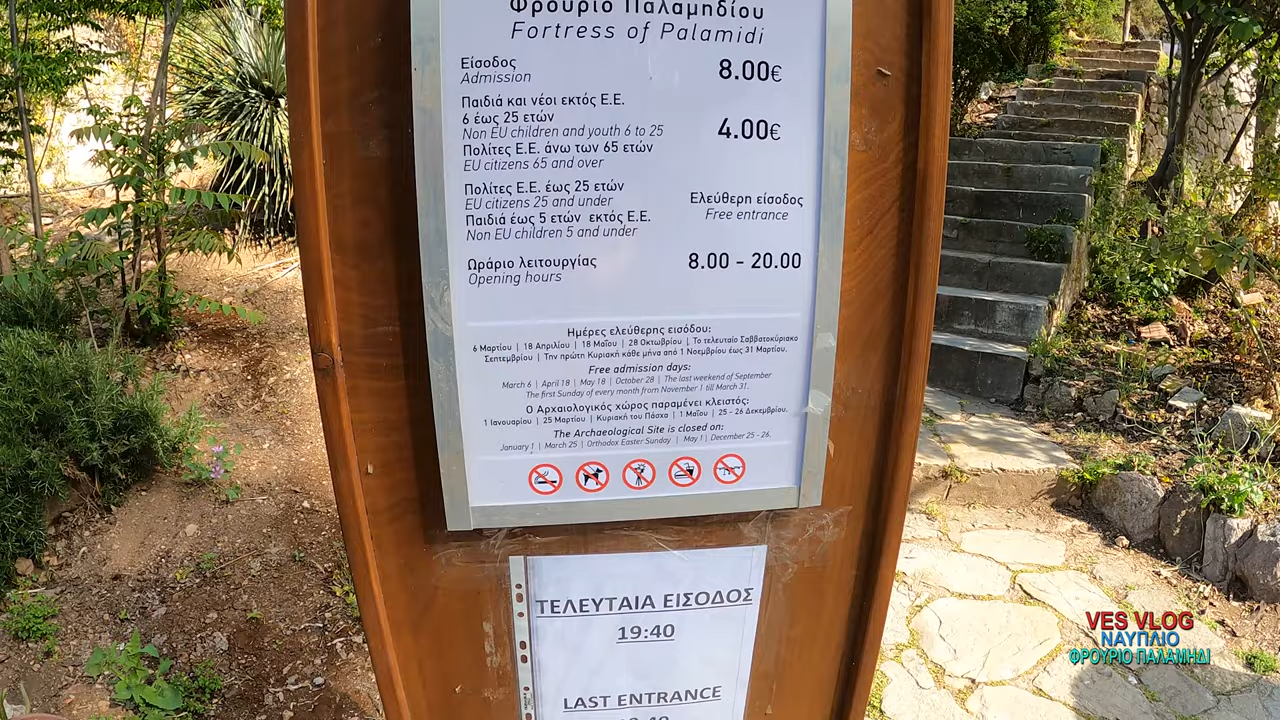 Φρούριο Παλαμηδίου
Fortress of Palamidi
Είσοδος
Admission
8.00€
Παιδιά και νέοι εκτός Ε.Ε.
6 έως 25 ετών
Non EU children and youth 6 to 25
Πολίτες Ε.Ε. άνω των 65 ετών
EU citizens 65 and over
4.00€
Πολίτες Ε.Ε. έως 25 ετών
EU citizens 25 and under
Παιδιά έως 5 ετών εκτός Ε.Ε.
Non EU children 5 and under
Ελεύθερη είσοδος
Free entrance
Ωράριο λειτουργίας
Opening hours
8.00 - 20.00
Ημέρες ελεύθερης εισόδου:
6 Μαρτίου | 18 Απριλίου | 18 Μαΐου | 28 Οκτωβρίου | Το τελευταίο Σαββατοκύριακο
Σεπτεμβρίου | Την πρώτη Κυριακή κάθε μήνα από 1 Νοεμβρίου έως 31 Μαρτίου.
Free admission days:
March 6 | April 18 | May 18 | October 28 | The last weekend of September
The first Sunday of every month from November 1 till March 31.
Ο Αρχαιολογικός χώρος παραμένει κλειστός:
1 Ιανουαρίου | 25 Μαρτίου | Κυριακή του Πάσχα | 1 Μαΐου | 25 - 26 Δεκεμβρίου.
The Archaeological Site is closed on:
January 1 | March 25 | Orthodox Easter Sunday | May 1 | December 25 - 26.
ΤΕΛΕΥΤΑΙΑ ΕΙΣΟΔΟΣ
19:40
LAST ENTRANCE
19:40
VES VLOG
ΝΑΥΠΛΙΟ
ΦΡΟΥΡΙΟ ΠΑΛΑΜΗΔΙ